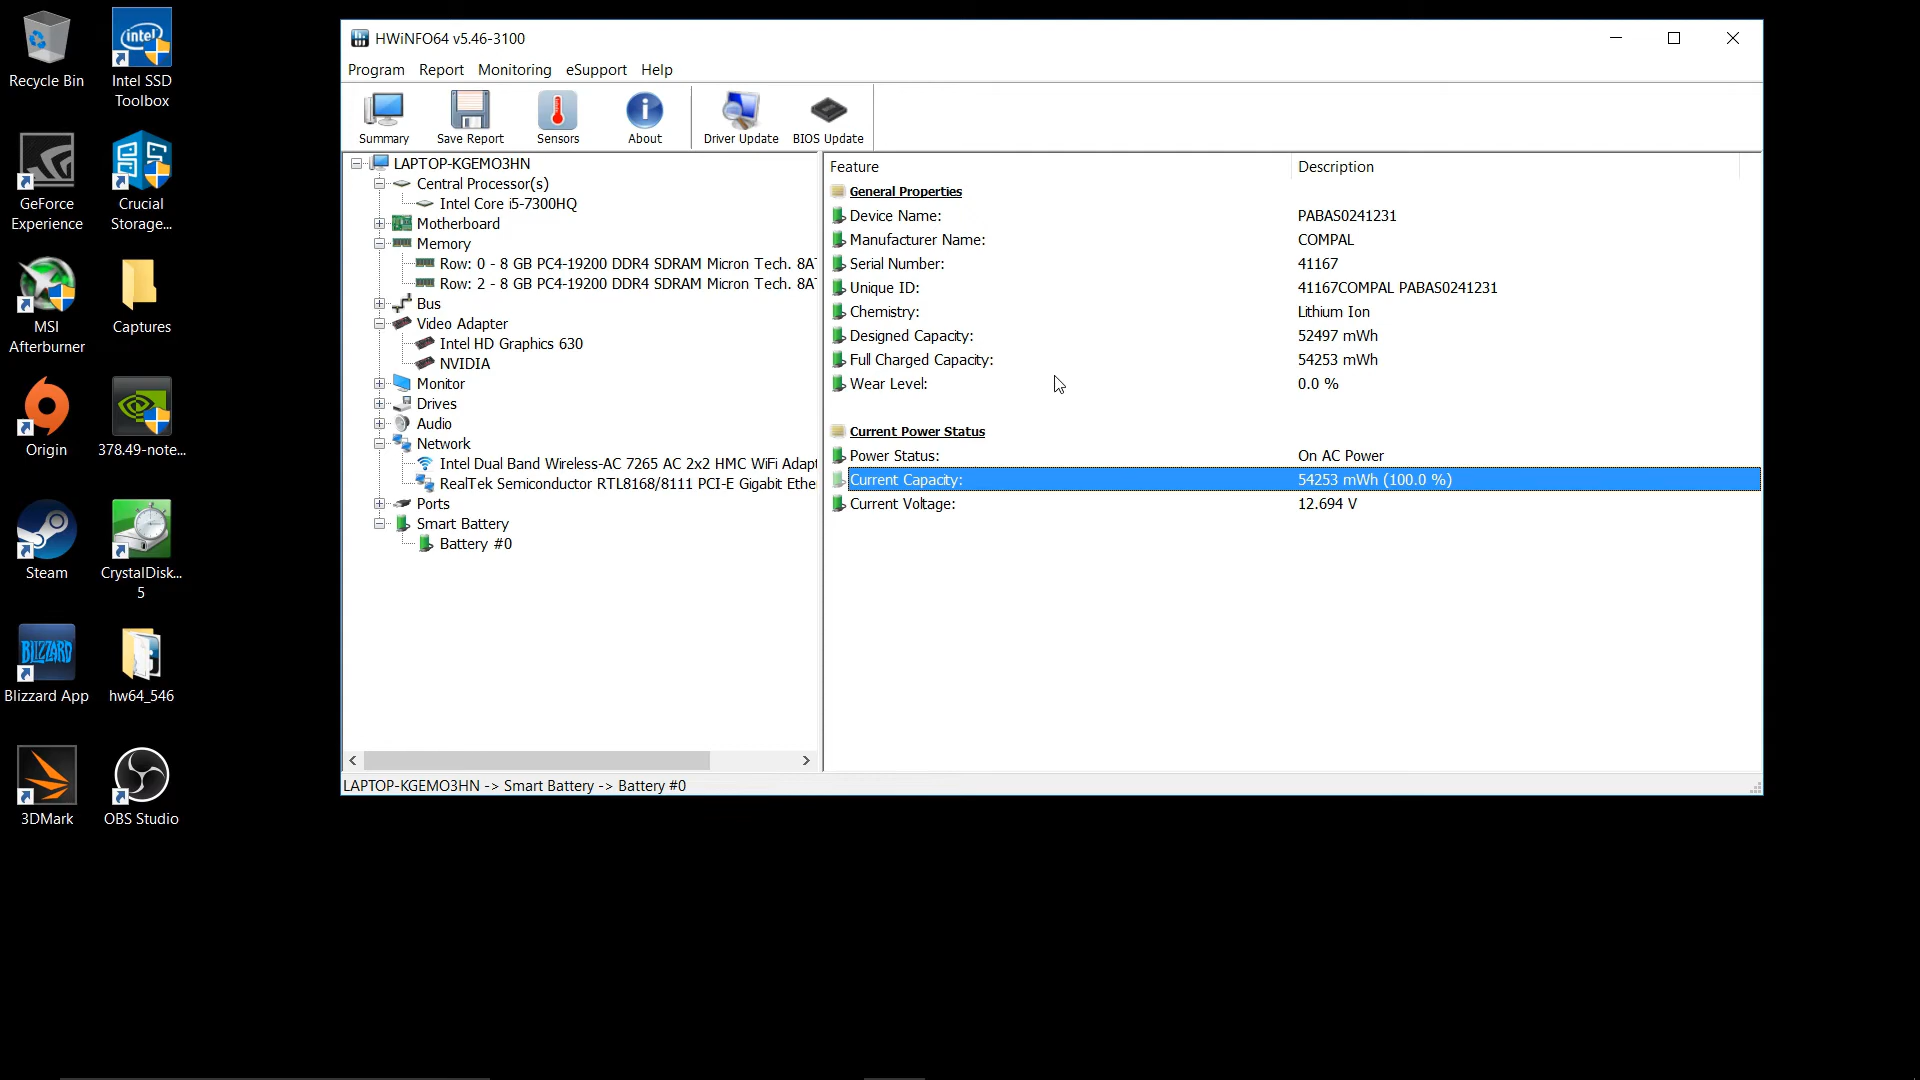 Recycle Bin
Intel SSD
Toolbox
GeForce
Experience
Crucial
Storage...
MSI
Afterburner
Captures
Origin
378.49-note...
Steam
CrystalDisk...
5
Blizzard App
hw64_546
3DMark
OBS Studio
intel
BLIZZARD
HWiNFO64 v5.46-3100
Program Report Monitoring eSupport Help
Summary Save Report Sensors About Driver Update BIOS Update
LAPTOP-KGEMO3HN
Central Processor(s)
Intel Core i5-7300HQ
Motherboard
Memory
Row: 0 - 8 GB PC4-19200 DDR4 SDRAM Micron Tech. 8AT
Row: 2 - 8 GB PC4-19200 DDR4 SDRAM Micron Tech. 8AT
Bus
Video Adapter
Intel HD Graphics 630
NVIDIA
Monitor
Drives
Audio
Network
Intel Dual Band Wireless-AC 7265 AC 2x2 HMC WiFi Adapt
RealTek Semiconductor RTL8168/8111 PCI-E Gigabit Ethe
Ports
Smart Battery
Battery #0
Feature Description
General Properties
Device Name: PABAS0241231
Manufacturer Name: COMPAL
Serial Number: 41167
Unique ID: 41167COMPAL PABAS0241231
Chemistry: Lithium Ion
Designed Capacity: 52497 mWh
Full Charged Capacity: 54253 mWh
Wear Level: 0.0 %
Current Power Status
Power Status: On AC Power
Current Capacity: 54253 mWh (100.0 %)
Current Voltage: 12.694 V
LAPTOP-KGEMO3HN -> Smart Battery -> Battery #0